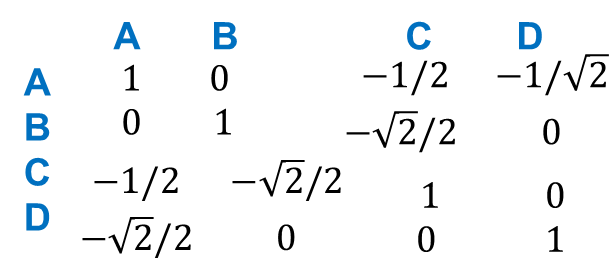 A B C D
A 1 0 −1/2 −1/√2
B 0 1 −√2/2 0
C −1/2 −√2/2 1 0
D −√2/2 0 0 1